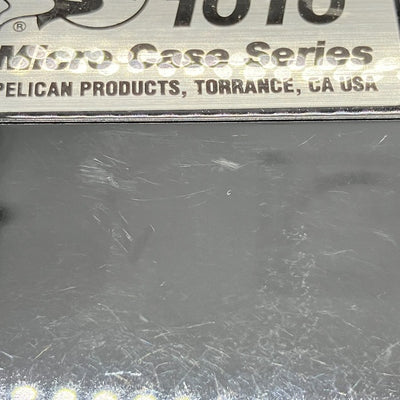 ® 1010
Micro Case Series
PELICAN PRODUCTS, TORRANCE, CA USA